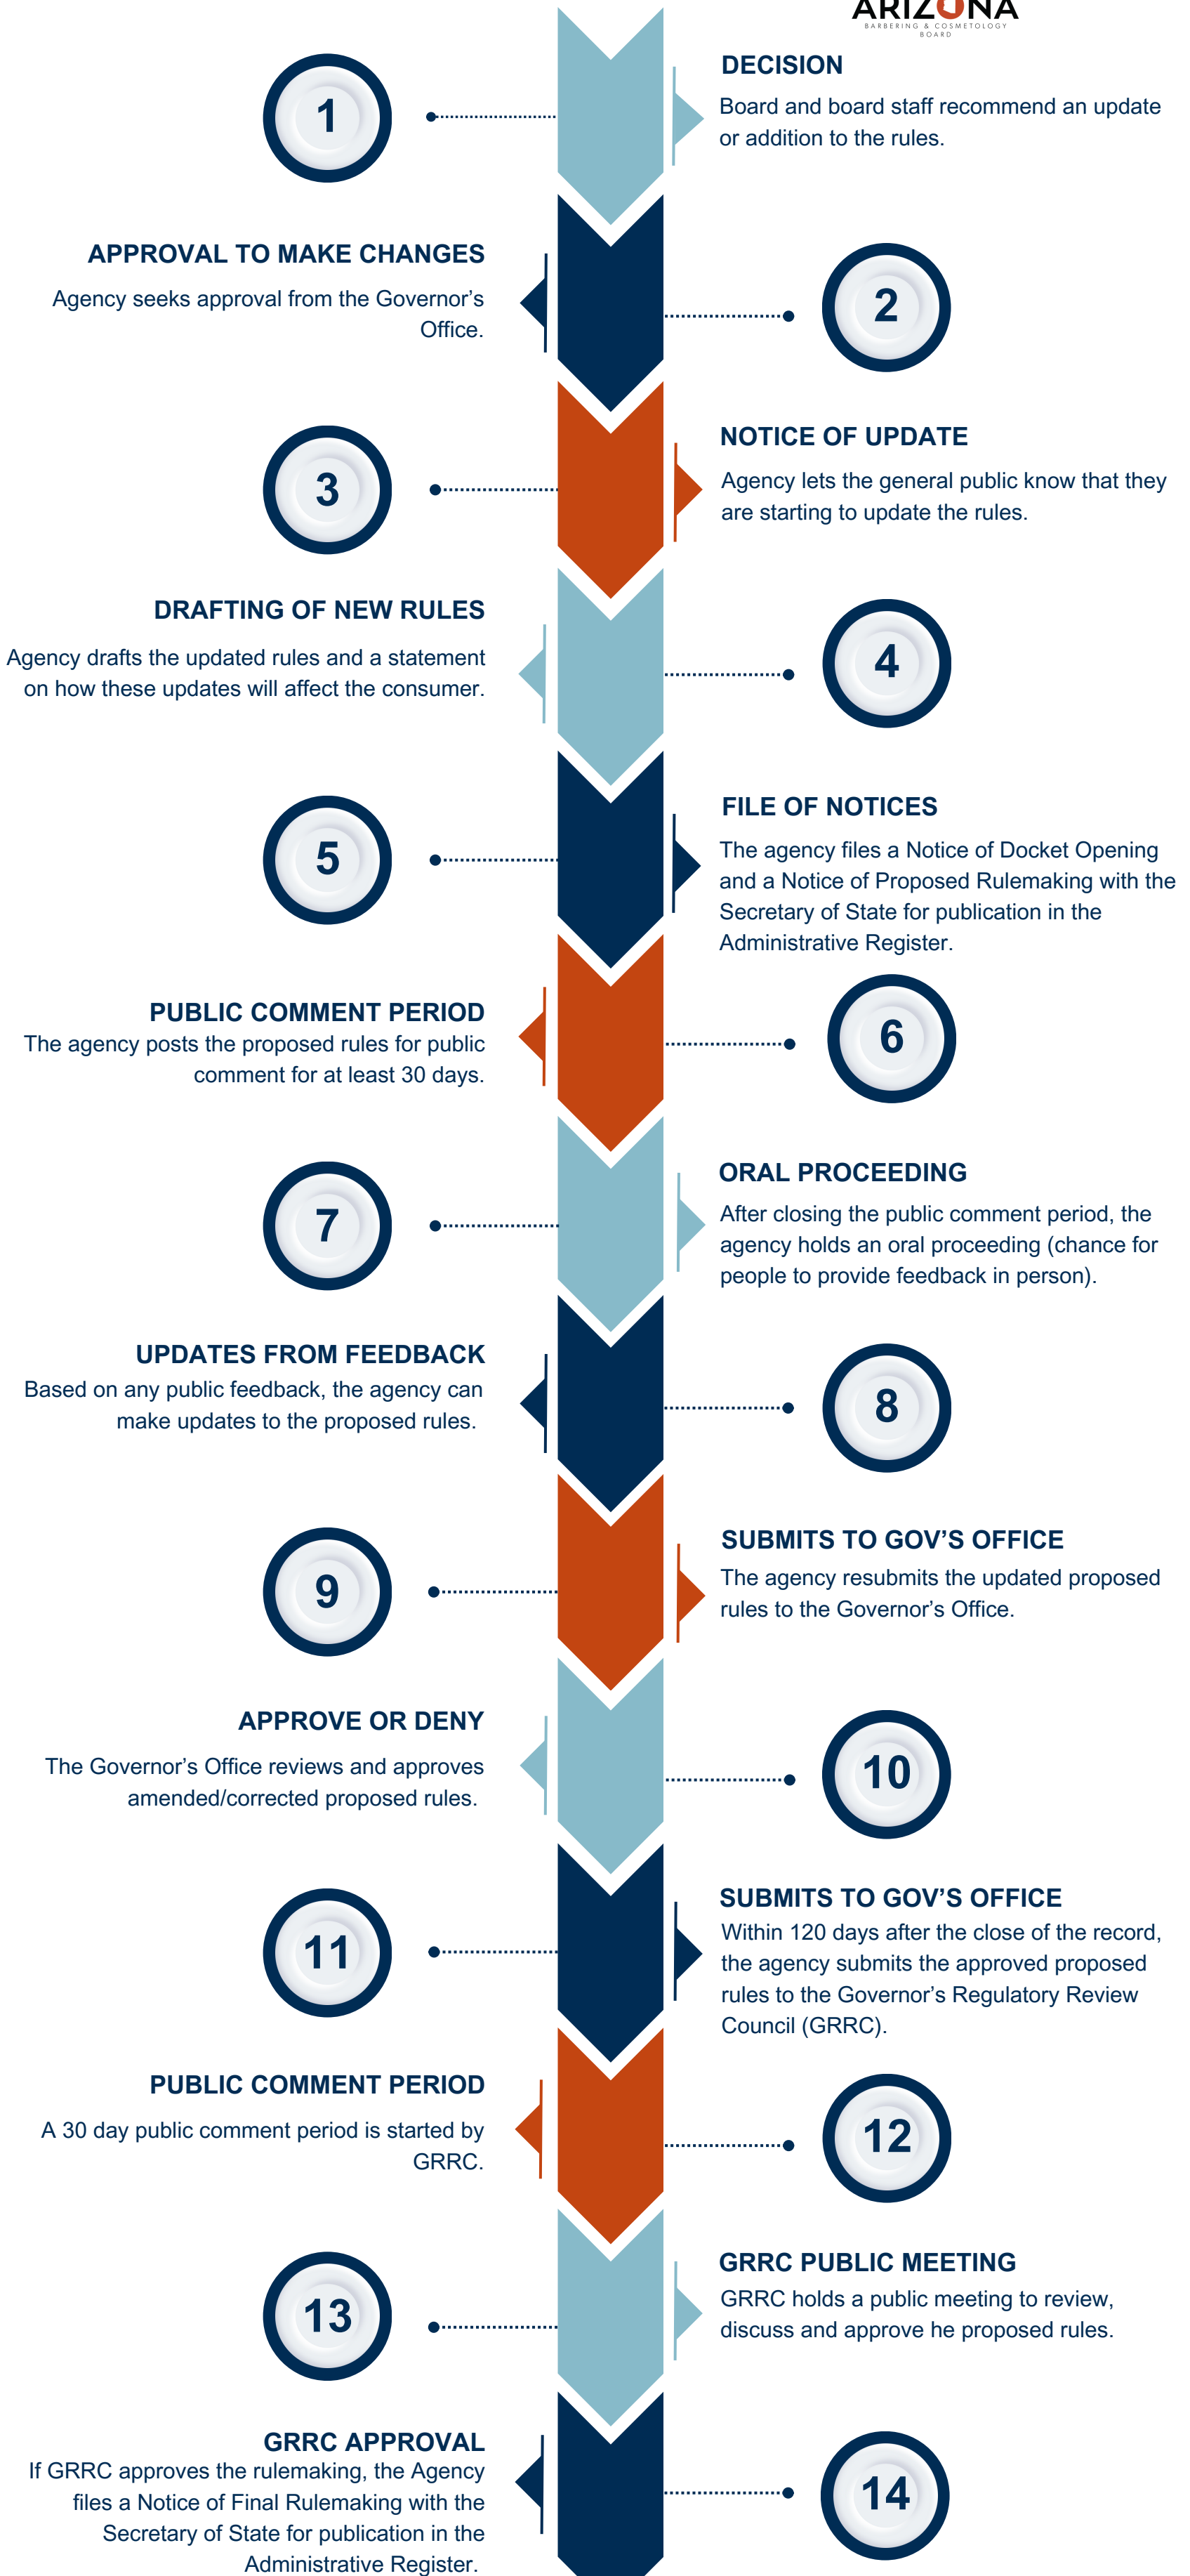 ARIZONA
BARBERING & COSMETOLOGY
BOARD
1
DECISION
Board and board staff recommend an update
or addition to the rules.
APPROVAL TO MAKE CHANGES
Agency seeks approval from the Governor's
Office.
2
3
NOTICE OF UPDATE
Agency lets the general public know that they
are starting to update the rules.
DRAFTING OF NEW RULES
Agency drafts the updated rules and a statement
on how these updates will affect the consumer.
4
5
FILE OF NOTICES
The agency files a Notice of Docket Opening
and a Notice of Proposed Rulemaking with the
Secretary of State for publication in the
Administrative Register.
PUBLIC COMMENT PERIOD
The agency posts the proposed rules for public
comment for at least 30 days.
6
7
ORAL PROCEEDING
After closing the public comment period, the
agency holds an oral proceeding (chance for
people to provide feedback in person).
UPDATES FROM FEEDBACK
Based on any public feedback, the agency can
make updates to the proposed rules.
8
9
SUBMITS TO GOV'S OFFICE
The agency resubmits the updated proposed
rules to the Governor's Office.
APPROVE OR DENY
The Governor's Office reviews and approves
amended/corrected proposed rules.
10
11
SUBMITS TO GOV'S OFFICE
Within 120 days after the close of the record,
the agency submits the approved proposed
rules to the Governor's Regulatory Review
Council (GRRC).
PUBLIC COMMENT PERIOD
A 30 day public comment period is started by
GRRC.
12
13
GRRC PUBLIC MEETING
GRRC holds a public meeting to review,
discuss and approve he proposed rules.
GRRC APPROVAL
If GRRC approves the rulemaking, the Agency
files a Notice of Final Rulemaking with the
Secretary of State for publication in the
Administrative Register.
14